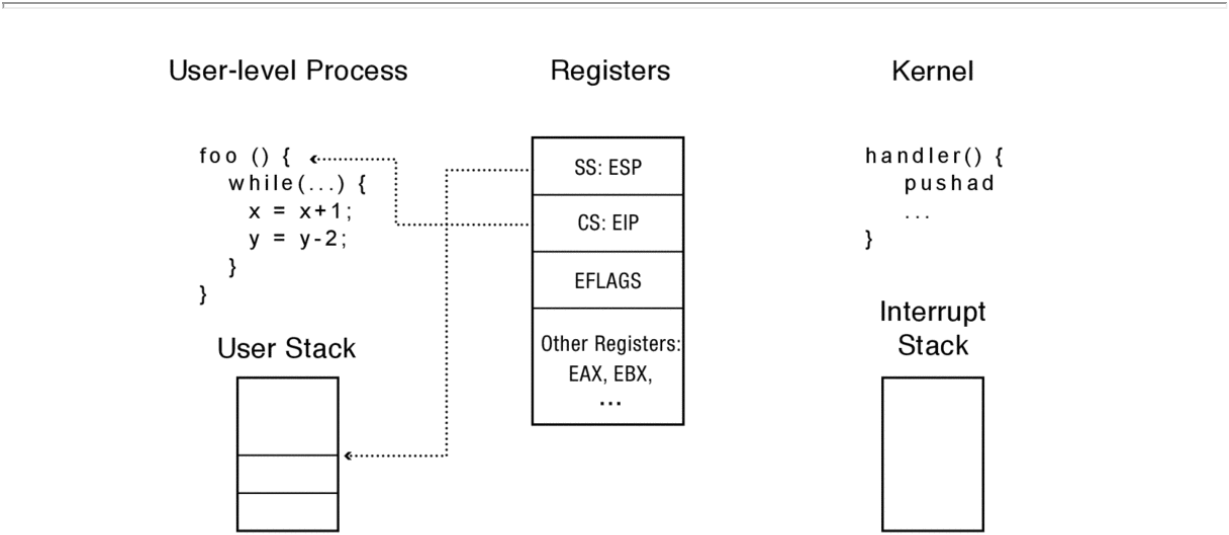 User-level Process
foo () {
while(...) {
x = x+1;
y = y-2;
}
}
User Stack
Registers
SS: ESP
CS: EIP
EFLAGS
Other Registers:
EAX, EBX,
...
Kernel
handler() {
pushad
...
}
Interrupt
Stack